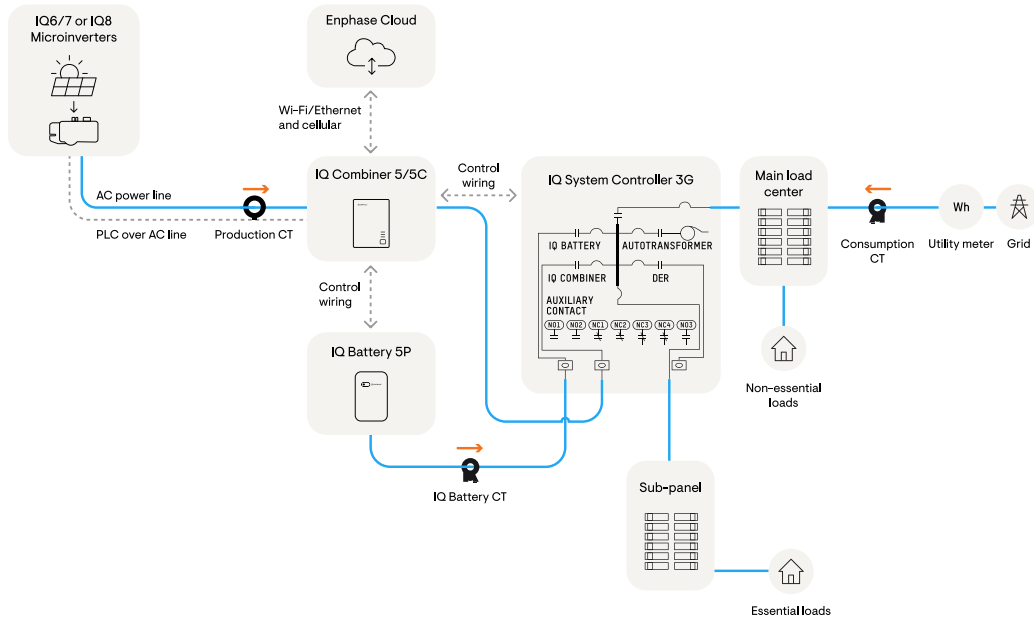 IQ6/7 or IQ8
Microinverters
Enphase Cloud
Wi-Fi/Ethernet
and cellular
AC power line
PLC over AC line
Production CT
IQ Combiner 5/5C
Control
wiring
IQ System Controller 3G
IQ BATTERY
AUTOTRANSFORMER
IQ COMBINER
DER
AUXILIARY
CONTACT
NO1
NO2
NC1
NC2
NC3
NC4
NO3
Main load
center
Consumption
CT
Wh
Utility meter
Grid
Control
wiring
IQ Battery 5P
IQ Battery CT
Non-essential
loads
Sub-panel
Essential loads